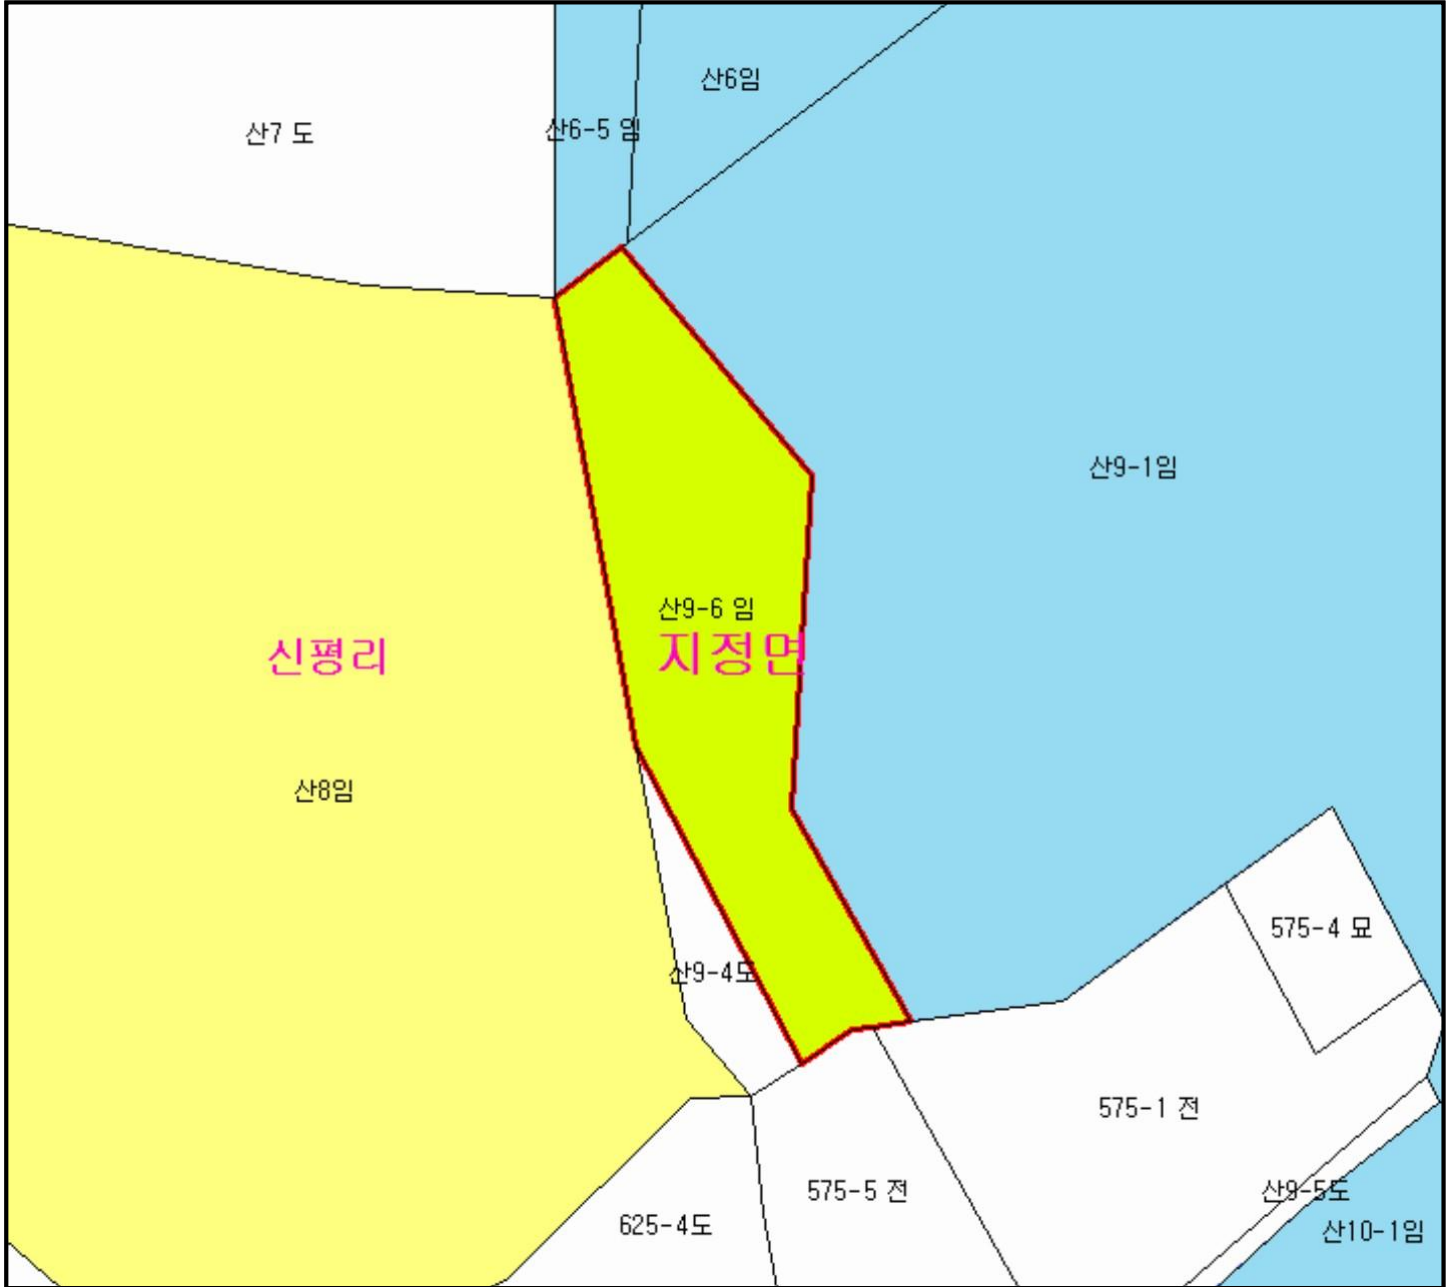 산6임
산7 도
산6-5 임
산9-1임
산9-6 임
신평리
지정면
산8임
575-4 묘
산9-4도
575-1 전
575-5 전
산9-5도
625-4도
산10-1임